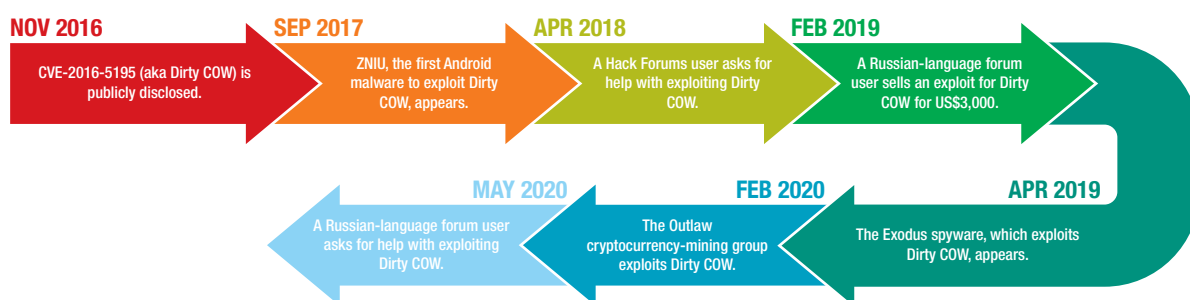 NOV 2016
CVE-2016-5195 (aka Dirty COW) is
publicly disclosed.
SEP 2017
ZNIU, the first Android
malware to exploit Dirty
COW, appears.
APR 2018
A Hack Forums user asks for
help with exploiting Dirty
COW.
FEB 2019
A Russian-language forum
user sells an exploit for Dirty
COW for US$3,000.
APR 2019
The Exodus spyware, which exploits
Dirty COW, appears.
FEB 2020
The Outlaw
cryptocurrency-mining group
exploits Dirty COW.
MAY 2020
A Russian-language forum user
asks for help with exploiting
Dirty COW.